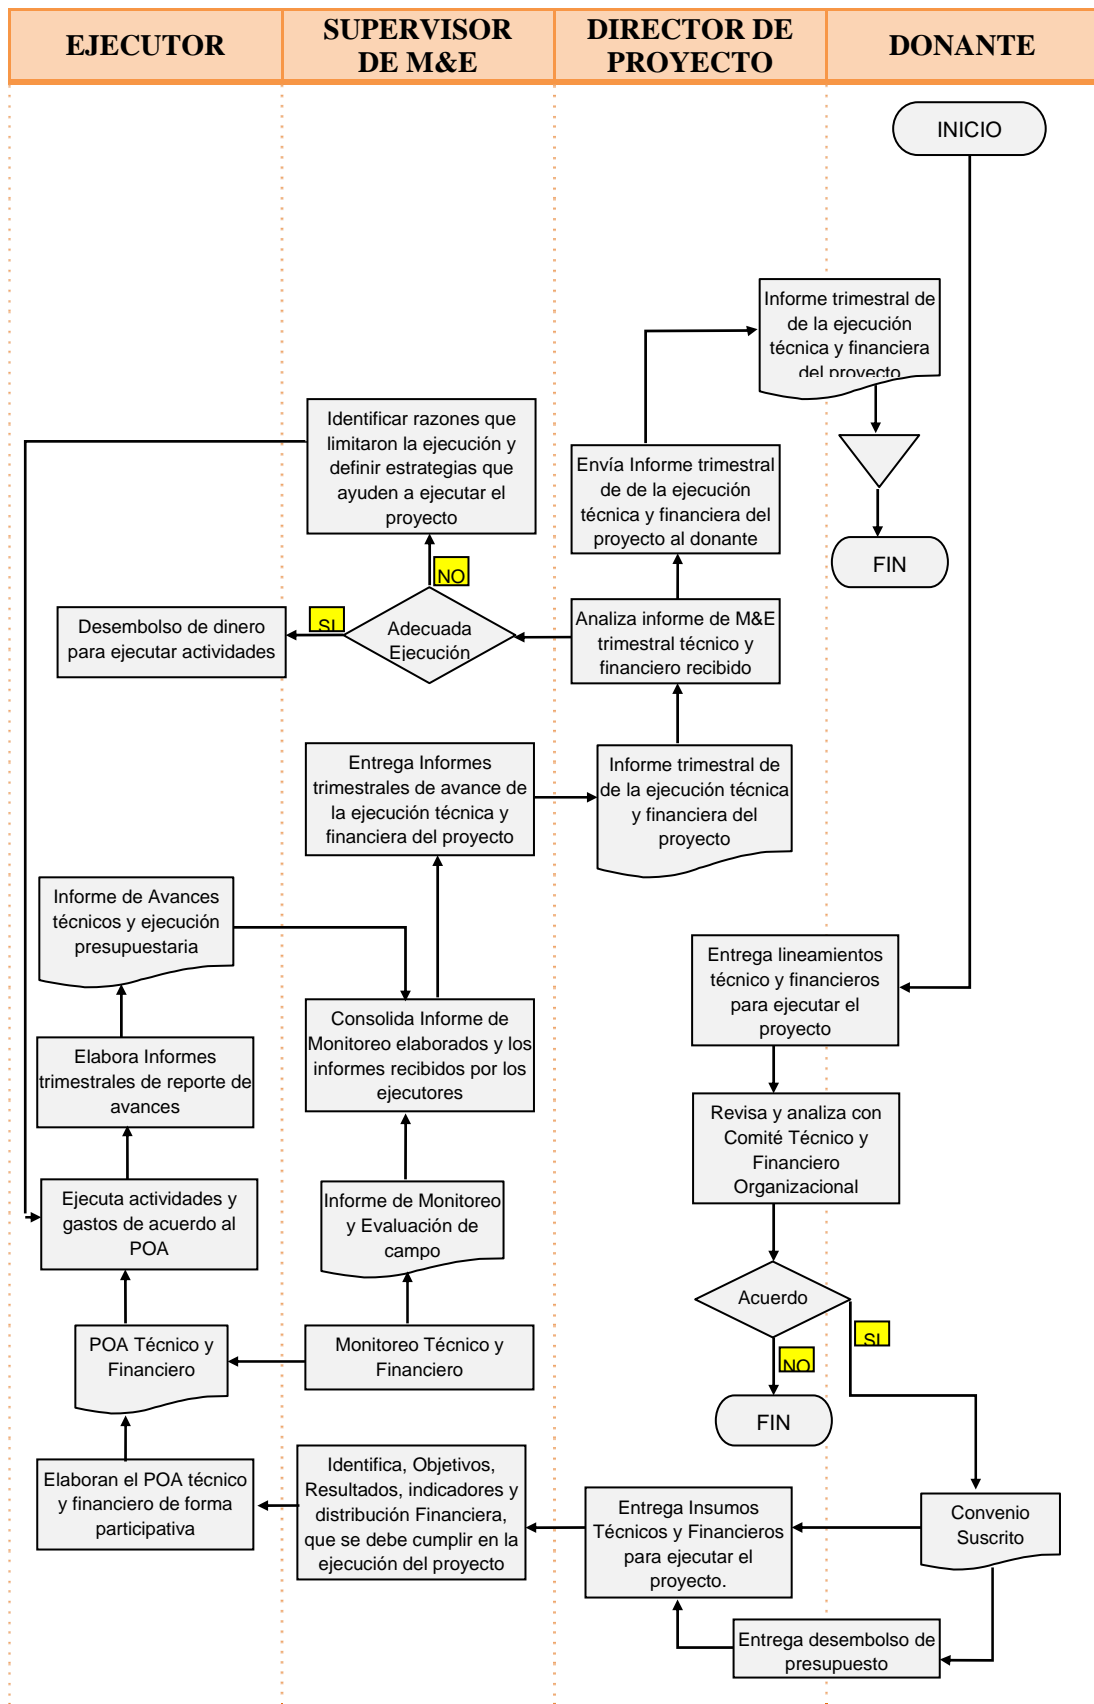 EJECUTOR
SUPERVISOR
DE M&E
DIRECTOR DE
PROYECTO
DONANTE
INICIO
Informe trimestral de
de la ejecución
técnica y financiera
del proyecto
Identificar razones que
limitaron la ejecución y
definir estrategias que
ayuden a ejecutar el
proyecto
Envía Informe trimestral
de de la ejecución
técnica y financiera del
proyecto al donante
FIN
NO
SI
Desembolso de dinero
para ejecutar actividades
Adecuada
Ejecución
Analiza informe de M&E
trimestral técnico y
financiero recibido
Entrega Informes
trimestrales de avance de
la ejecución técnica y
financiera del proyecto
Informe trimestral de
de la ejecución técnica
y financiera del
proyecto
Informe de Avances
técnicos y ejecución
presupuestaria
Entrega lineamientos
técnico y financieros
para ejecutar el
proyecto
Consolida Informe de
Monitoreo elaborados y los
informes recibidos por los
ejecutores
Elabora Informes
trimestrales de reporte de
avances
Revisa y analiza con
Comité Técnico y
Financiero
Organizacional
Ejecuta actividades y
gastos de acuerdo al
POA
Informe de Monitoreo
y Evaluación de
campo
Acuerdo
SI
NO
POA Técnico y
Financiero
Monitoreo Técnico y
Financiero
FIN
Elaboran el POA técnico
y financiero de forma
participativa
Identifica, Objetivos,
Resultados, indicadores y
distribución Financiera,
que se debe cumplir en la
ejecución del proyecto
Entrega Insumos
Técnicos y Financieros
para ejecutar el
proyecto.
Convenio
Suscrito
Entrega desembolso de
presupuesto